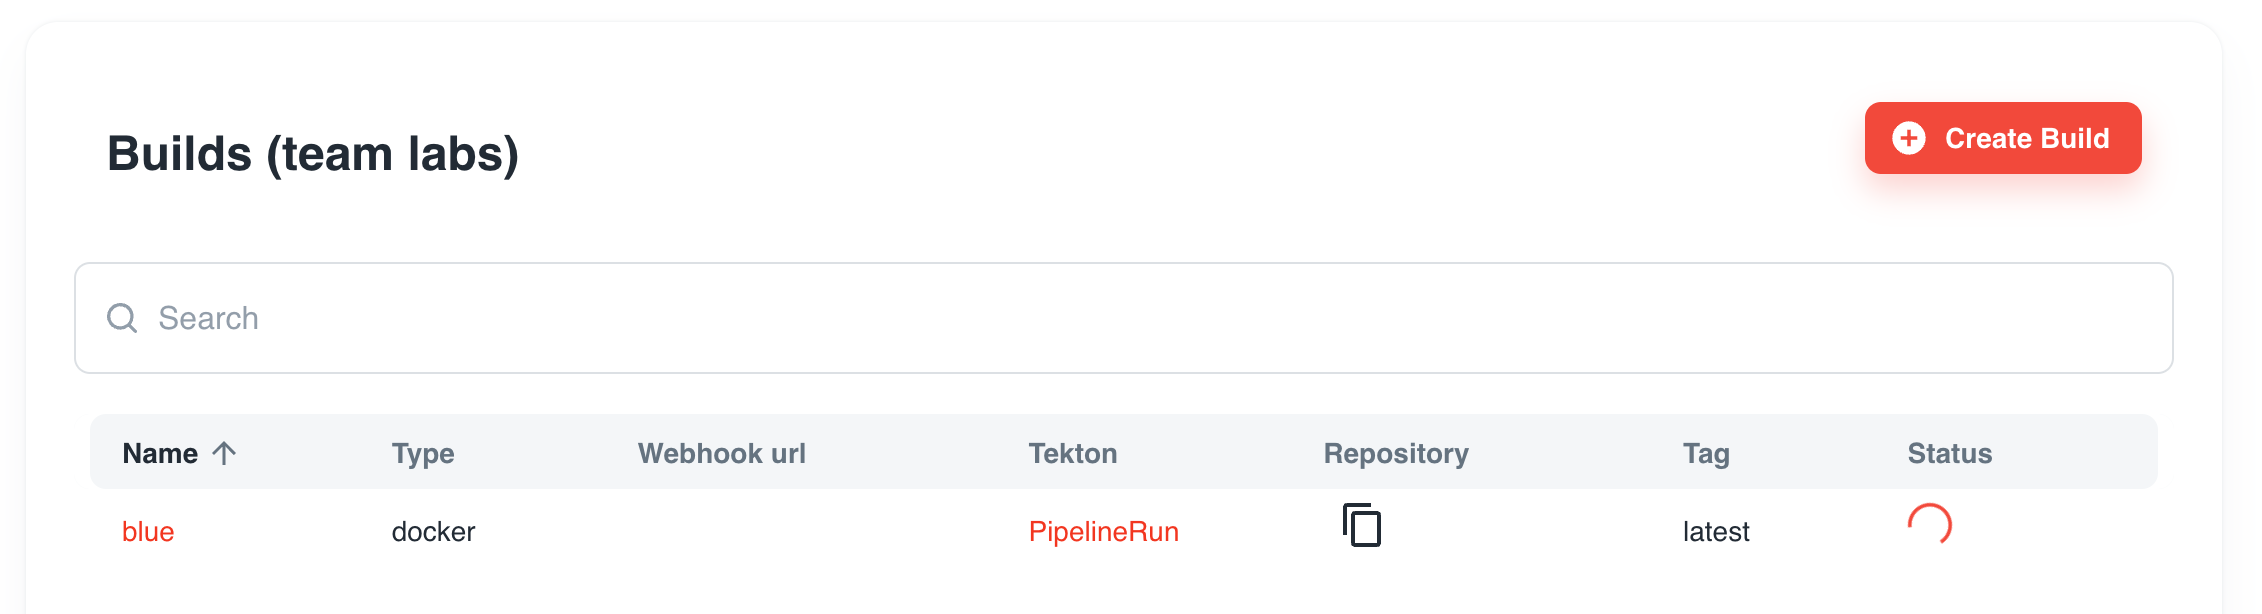 Builds (team labs)
Create Build
Search
Name Type Webhook url Tekton Repository Tag Status
blue docker PipelineRun latest